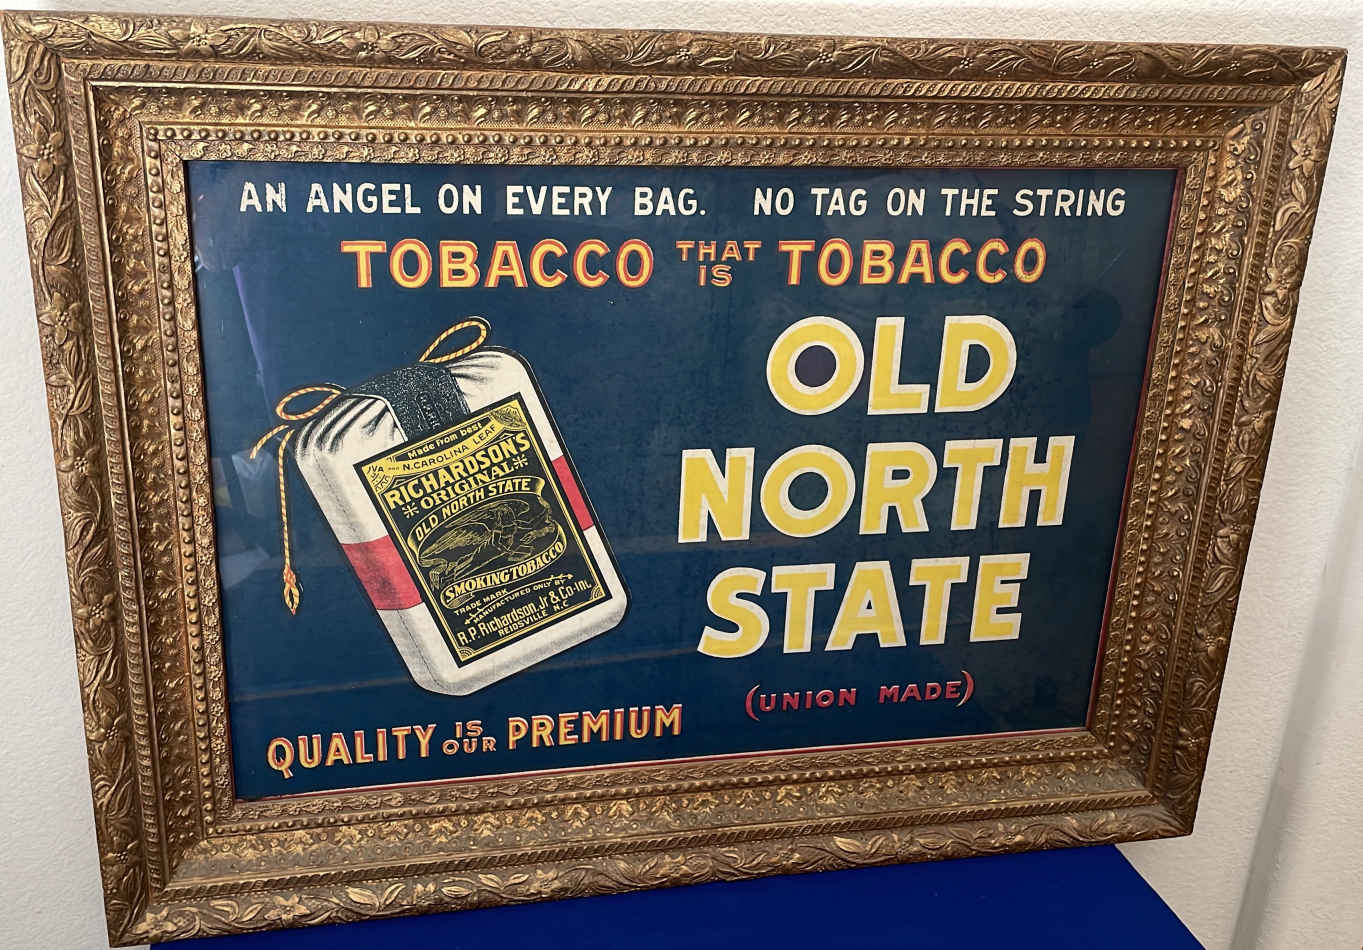 AN ANGEL ON EVERY BAG. NO TAG ON THE STRING
TOBACCO THAT IS TOBACCO
OLD
NORTH
STATE
(UNION MADE)
Made from best
VA AND N. CAROLINA LEAF
RICHARDSON'S
ORIGINAL
OLD NORTH STATE
SMOKING TOBACCO
TRADE MARK
MANUFACTURED ONLY BY
R.P. Richardson, Jr & Co-Inc.
REIDSVILLE N.C
QUALITY IS OUR PREMIUM